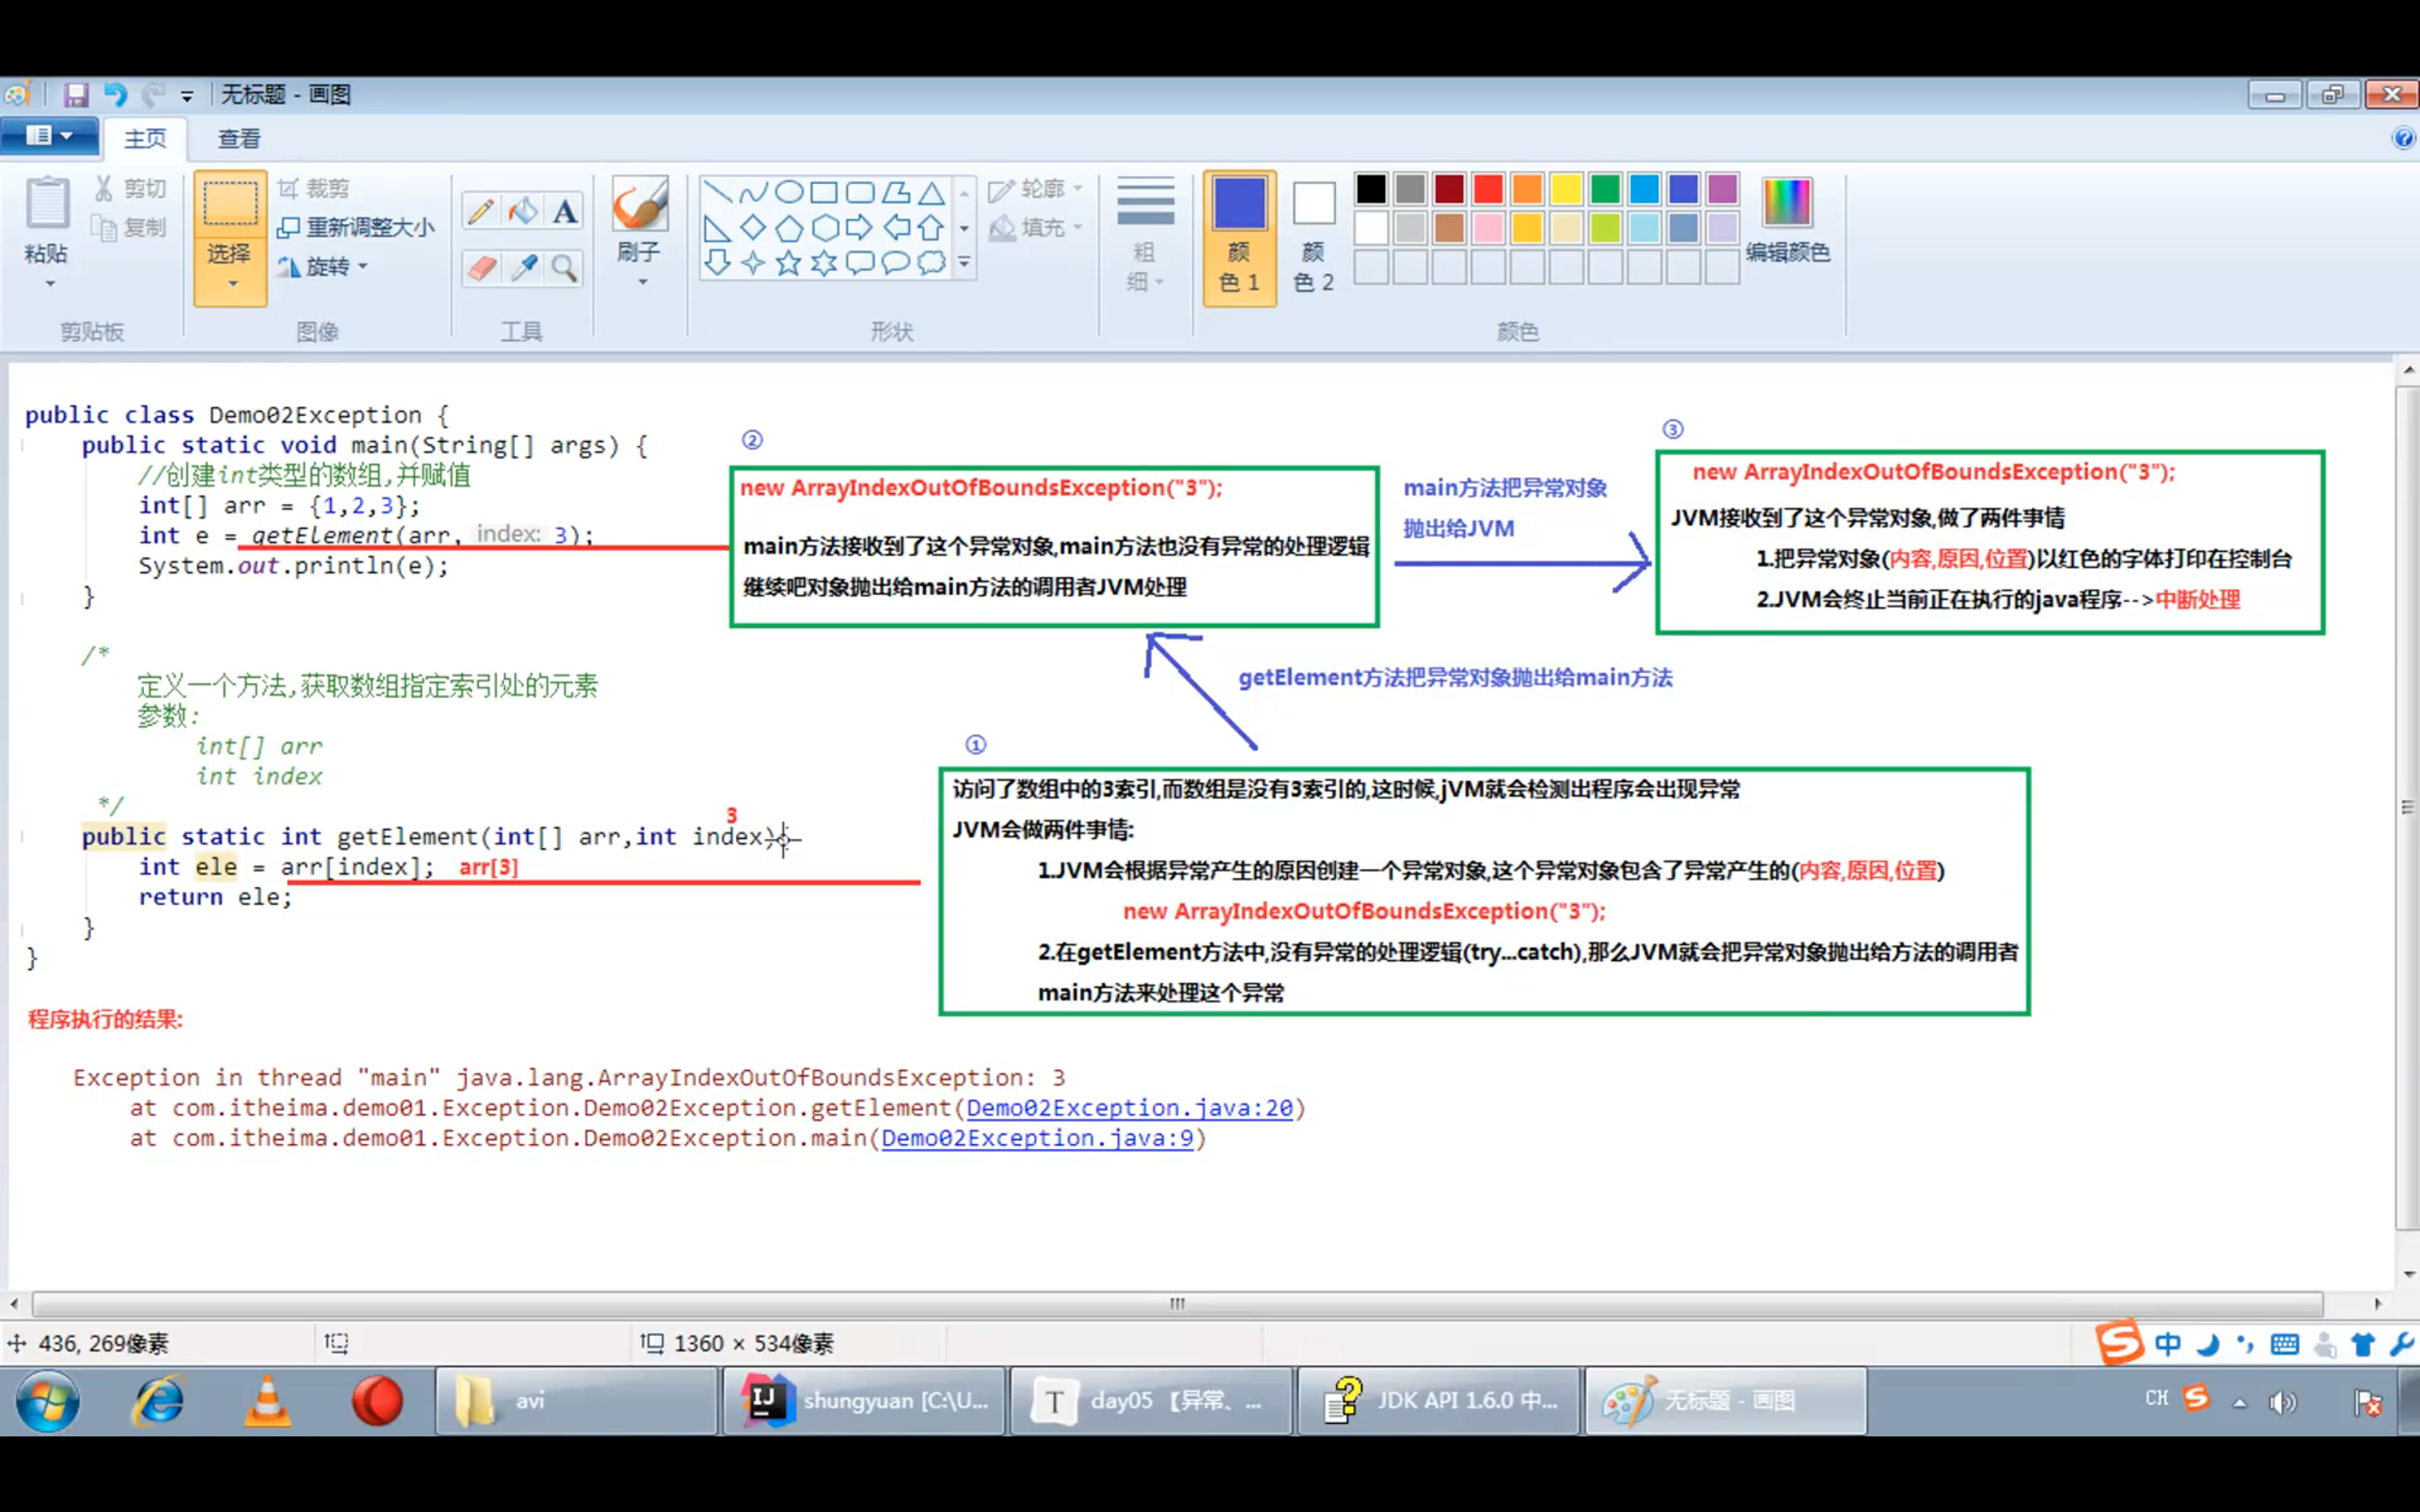 无标题 - 画图
主页
查看
粘贴
剪切
复制
剪贴板
选择
裁剪
重新调整大小
旋转
图像
A
工具
刷子
形状
轮廓
填充
粗
细
颜
色 1
颜
色 2
编辑颜色
颜色
public class Demo02Exception {
public static void main(String[] args) {
//创建int类型的数组,并赋值
int[] arr = {1,2,3};
int e = getElement(arr, index: 3);
System.out.println(e);
}
/*
定义一个方法,获取数组指定索引处的元素
参数:
int[] arr
int index
*/
3
public static int getElement(int[] arr,int index)
int ele = arr[index]; arr[3]
return ele;
}
}
②
new ArrayIndexOutOfBoundsException("3");
main方法接收到了这个异常对象,main方法也没有异常的处理逻辑
继续吧对象抛出给main方法的调用者JVM处理
main方法把异常对象
抛出给JVM
③
new ArrayIndexOutOfBoundsException("3");
JVM接收到了这个异常对象,做了两件事情
1.把异常对象(内容,原因,位置)以红色的字体打印在控制台
2.JVM会终止当前正在执行的java程序-->中断处理
getElement方法把异常对象抛出给main方法
①
访问了数组中的3索引,而数组是没有3索引的,这时候,jVM就会检测出程序会出现异常
JVM会做两件事情:
1.JVM会根据异常产生的原因创建一个异常对象,这个异常对象包含了异常产生的(内容,原因,位置)
new ArrayIndexOutOfBoundsException("3");
2.在getElement方法中,没有异常的处理逻辑(try...catch),那么JVM就会把异常对象抛出给方法的调用者
main方法来处理这个异常
程序执行的结果:
Exception in thread "main" java.lang.ArrayIndexOutOfBoundsException: 3
at com.itheima.demo01.Exception.Demo02Exception.getElement(Demo02Exception.java:20)
at com.itheima.demo01.Exception.Demo02Exception.main(Demo02Exception.java:9)
436, 269像素
1360 × 534像素
中
avi
shungyuan [C:\U...
day05 【异常、...
JDK API 1.6.0 中...
无标题 - 画图
CH